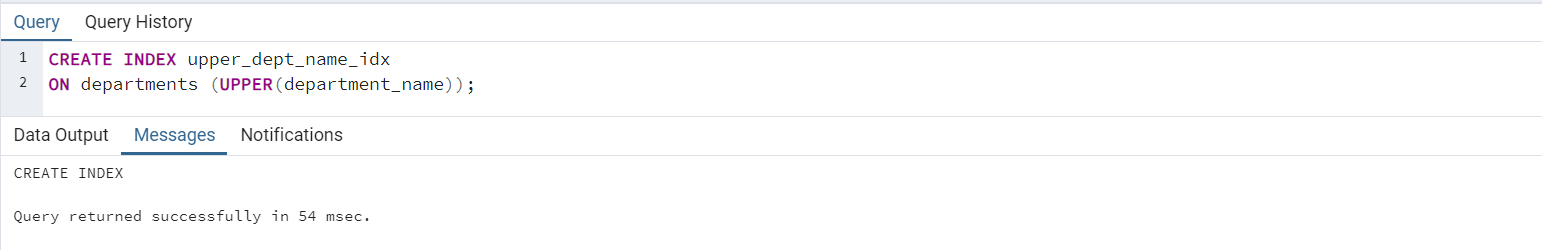 Query Query History
1 CREATE INDEX upper_dept_name_idx
2 ON departments (UPPER(department_name));
Data Output Messages Notifications
CREATE INDEX
Query returned successfully in 54 msec.